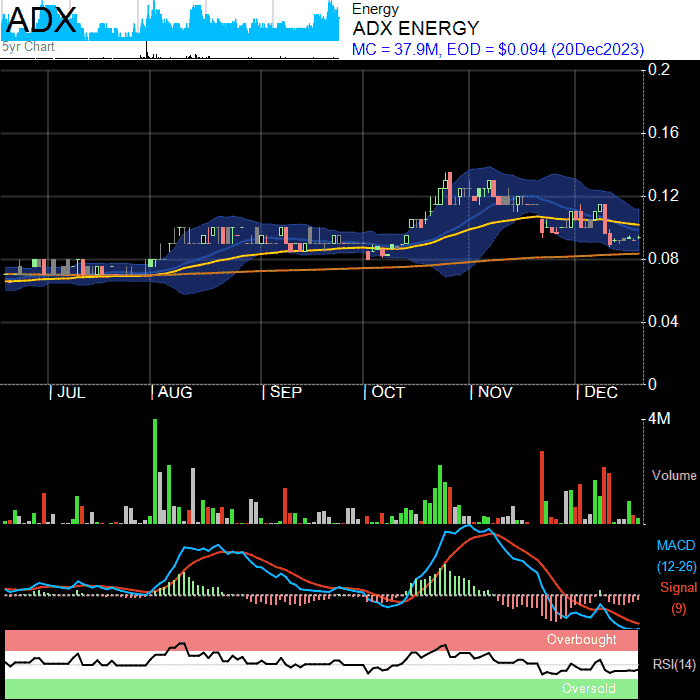 ADX
5yr Chart
Energy
ADX ENERGY
MC = 37.9M, EOD = $0.094 (20Dec2023)
0.2
0.16
0.12
0.08
0.04
0
JUL AUG SEP OCT NOV DEC
4M
Volume
MACD
(12-26)
Signal
(9)
Overbought
RSI(14)
Oversold